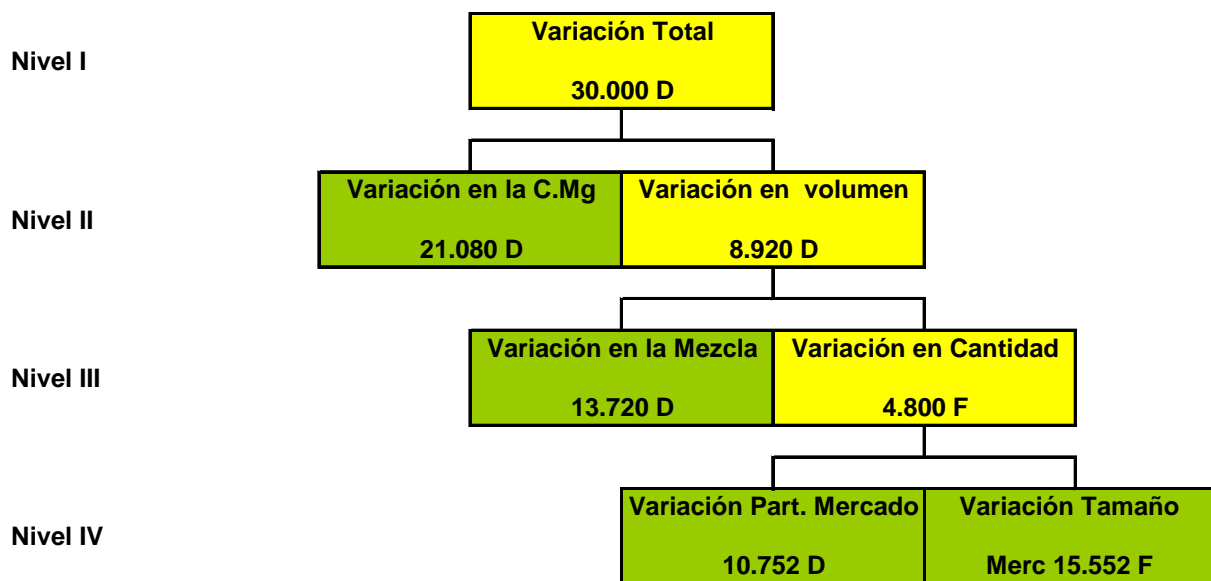 Variación Total
Nivel I
30.000 D
Variación en la C.Mg
Variación en volumen
Nivel II
21.080 D
8.920 D
Variación en la Mezcla
Variación en Cantidad
Nivel III
13.720 D
4.800 F
Variación Part. Mercado
Variación Tamaño
Nivel IV
10.752 D
Merc 15.552 F